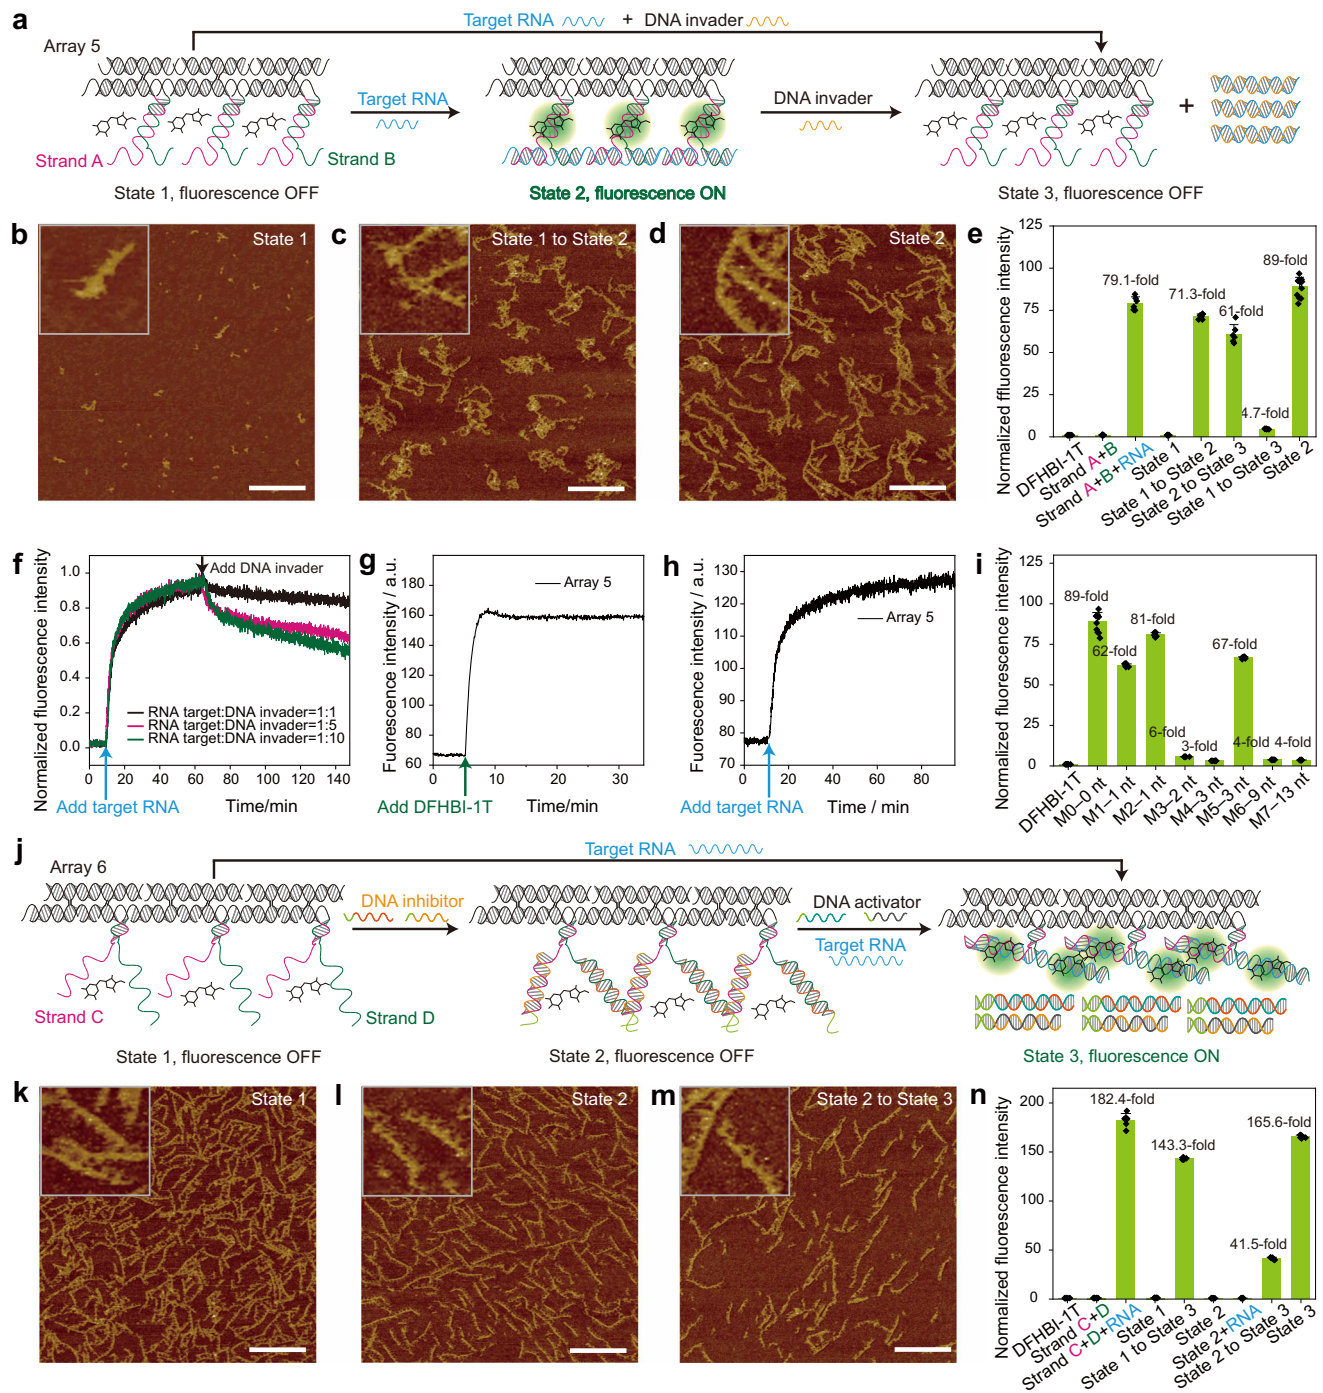 a
Target RNA + DNA invader
Array 5
Target RNA
DNA invader
+
Strand A
Strand B
State 1, fluorescence OFF
State 2, fluorescence ON
State 3, fluorescence OFF
b
State 1
c
State 1 to State 2
d
State 2
e
Normalized ffluorescence intensity
125
100
75
50
25
0
79.1-fold
71.3-fold
61-fold
4.7-fold
89-fold
DFHBI-1T
Strand A+B
Strand A+B+RNA
State 1
State 1 to State 2
State 2 to State 3
State 1 to State 3
State 2
f
Normalized fluorescence intensity
1.0
0.8
0.6
0.4
0.2
0.0
Add DNA invader
RNA target:DNA invader=1:1
RNA target:DNA invader=1:5
RNA target:DNA invader=1:10
0 20 40 60 80 100 120 140
Add target RNA
Time/min
g
Fuorescence intensity / a.u.
180
160
140
120
100
80
60
Array 5
0 10 20 30
Add DFHBI-1T
Time/min
h
Fuorescence intensity / a.u.
130
120
110
100
90
80
70
Array 5
0 20 40 60 80
Add target RNA
Time / min
i
Normalized fluorescence intensity
125
100
75
50
25
0
89-fold
62-fold
81-fold
6-fold
3-fold
67-fold
4-fold
4-fold
DFHBI-1T
M0–0 nt
M1–1 nt
M2–1 nt
M3–2 nt
M4–3 nt
M5–3 nt
M6–9 nt
M7–13 nt
j
Target RNA
Array 6
DNA inhibitor
DNA activator
Target RNA
Strand C
Strand D
State 1, fluorescence OFF
State 2, fluorescence OFF
State 3, fluorescence ON
k
State 1
l
State 2
m
State 2 to State 3
n
Normalized fluorescence intensity
200
150
100
50
0
182.4-fold
143.3-fold
41.5-fold
165.6-fold
DFHBI-1T
Strand C+D
Strand C+D+RNA
State 1
State 1 to State 3
State 2
State 2+RNA
State 2 to State 3
State 3